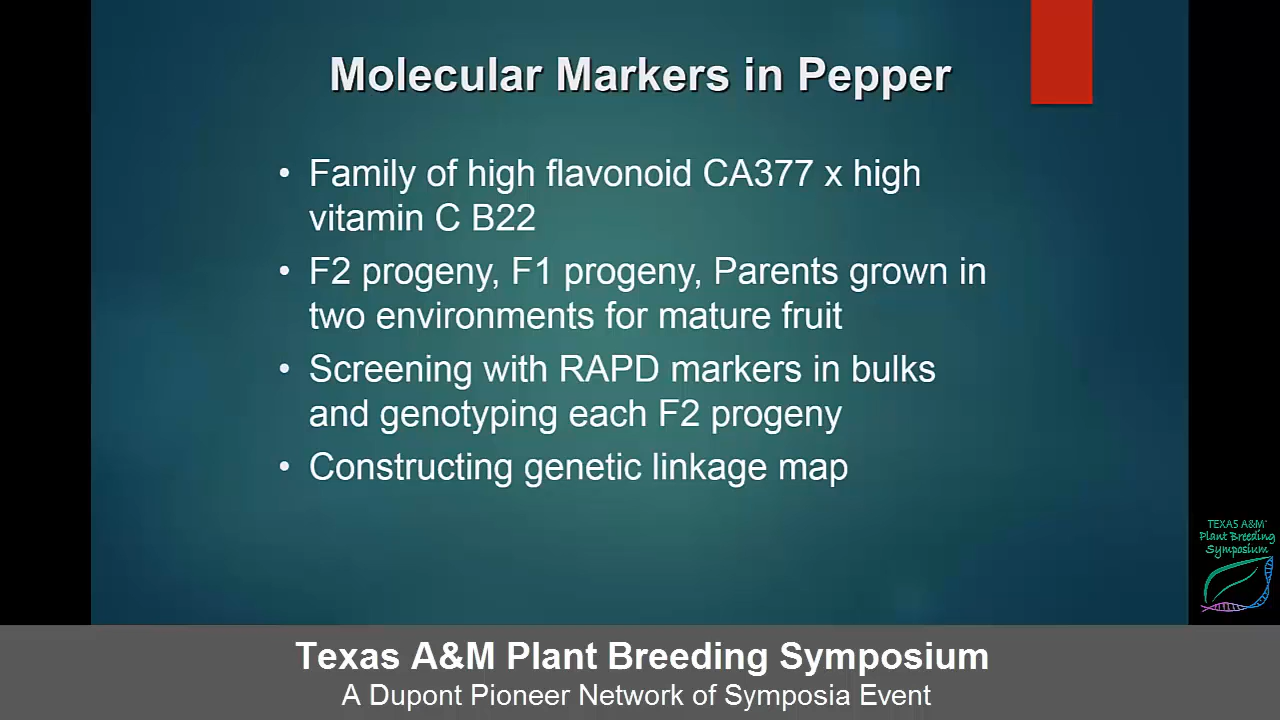 Molecular Markers in Pepper
• Family of high flavonoid CA377 x high
vitamin C B22
• F2 progeny, F1 progeny, Parents grown in
two environments for mature fruit
• Screening with RAPD markers in bulks
and genotyping each F2 progeny
• Constructing genetic linkage map
TEXAS A&M
Plant Breeding
Symposium
Texas A&M Plant Breeding Symposium
A Dupont Pioneer Network of Symposia Event